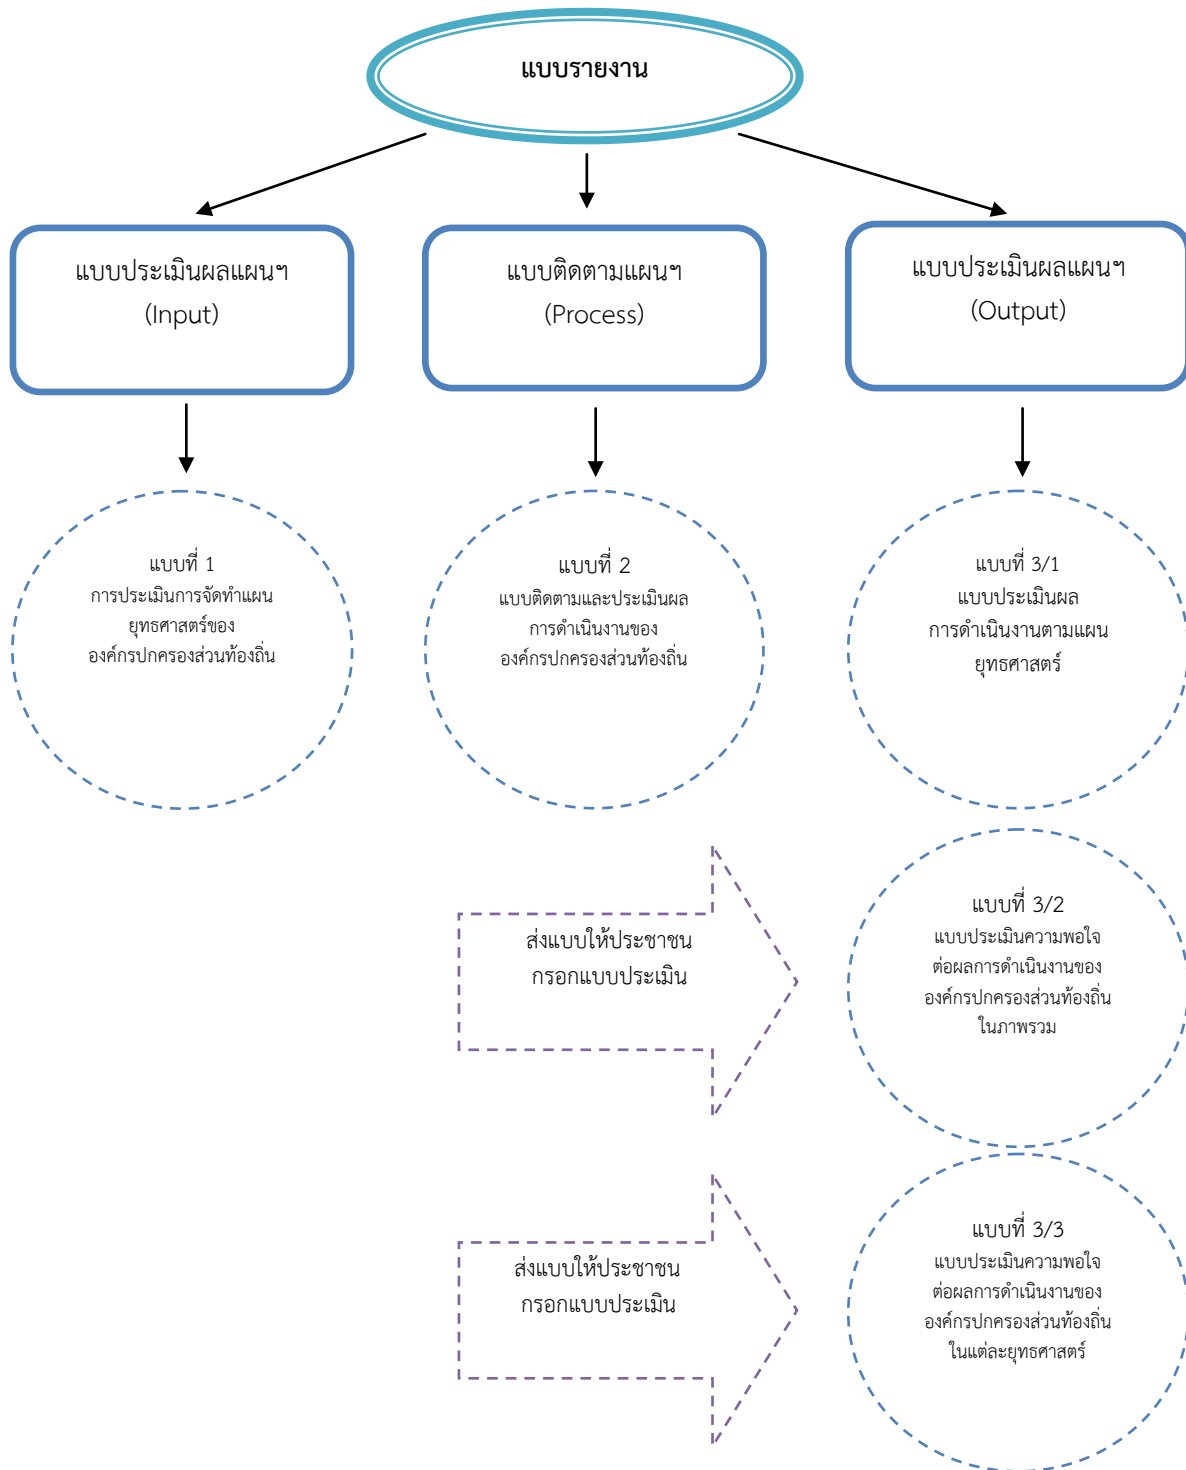 แบบรายงาน
แบบประเมินผลแผนฯ
(Input)
แบบติดตามแผนฯ
(Process)
แบบประเมินผลแผนฯ
(Output)
แบบที่ 1
การประเมินการจัดทำแผน
ยุทธศาสตร์ของ
องค์กรปกครองส่วนท้องถิ่น
แบบที่ 2
แบบติดตามและประเมินผล
การดำเนินงานของ
องค์กรปกครองส่วนท้องถิ่น
แบบที่ 3/1
แบบประเมินผล
การดำเนินงานตามแผน
ยุทธศาสตร์
ส่งแบบให้ประชาชน
กรอกแบบประเมิน
แบบที่ 3/2
แบบประเมินความพอใจ
ต่อผลการดำเนินงานของ
องค์กรปกครองส่วนท้องถิ่น
ในภาพรวม
ส่งแบบให้ประชาชน
กรอกแบบประเมิน
แบบที่ 3/3
แบบประเมินความพอใจ
ต่อผลการดำเนินงานของ
องค์กรปกครองส่วนท้องถิ่น
ในแต่ละยุทธศาสตร์